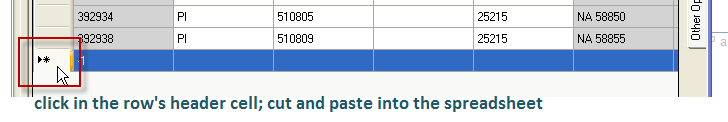 392934 PI 510805 25215 NA 58850
392938 PI 510809 25215 NA 58855
-1
Other Op
click in the row's header cell; cut and paste into the spreadsheet